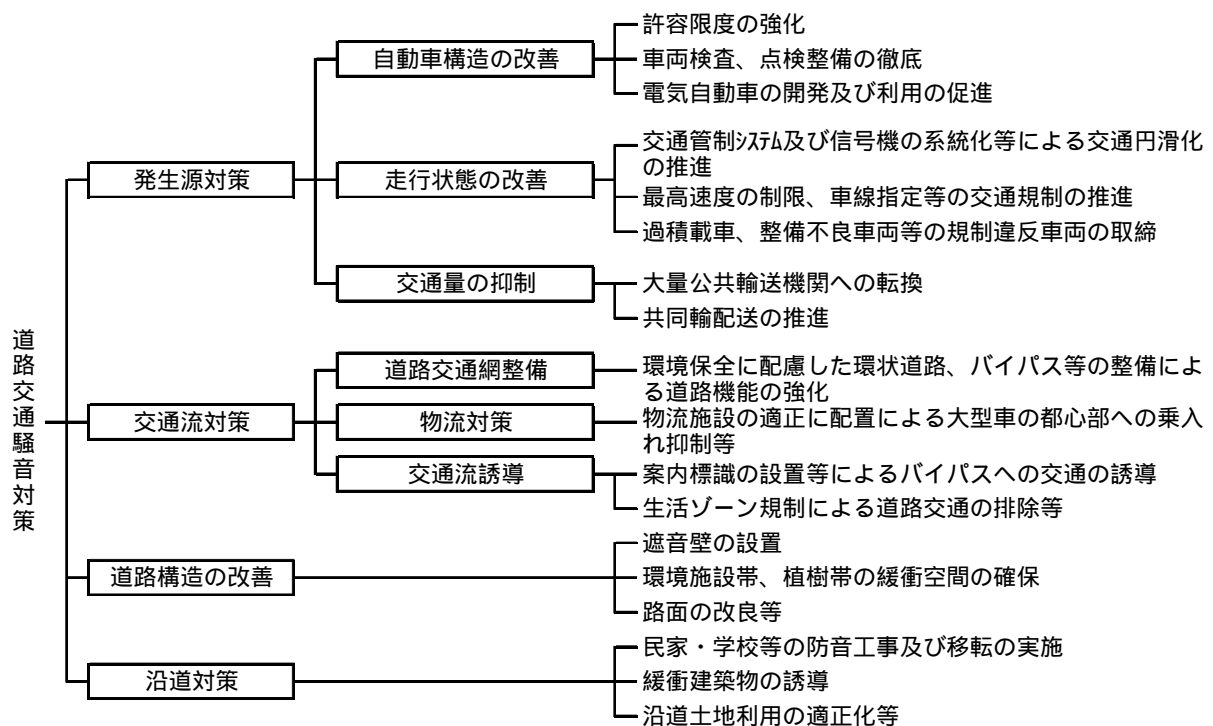 道路交通騒音対策
発生源対策
自動車構造の改善
許容限度の強化
車両検査、点検整備の徹底
電気自動車の開発及び利用の促進
走行状態の改善
交通管制ｼｽﾃﾑ及び信号機の系統化等による交通円滑化
の推進
最高速度の制限、車線指定等の交通規制の推進
過積載車、整備不良車両等の規制違反車両の取締
交通量の抑制
大量公共輸送機関への転換
共同輸配送の推進
交通流対策
道路交通網整備
環境保全に配慮した環状道路、バイパス等の整備によ
る道路機能の強化
物流対策
物流施設の適正に配置による大型車の都心部への乗入
れ抑制等
交通流誘導
案内標識の設置等によるバイパスへの交通の誘導
生活ゾーン規制による道路交通の排除等
道路構造の改善
遮音壁の設置
環境施設帯、植樹帯の緩衝空間の確保
路面の改良等
沿道対策
民家・学校等の防音工事及び移転の実施
緩衝建築物の誘導
沿道土地利用の適正化等